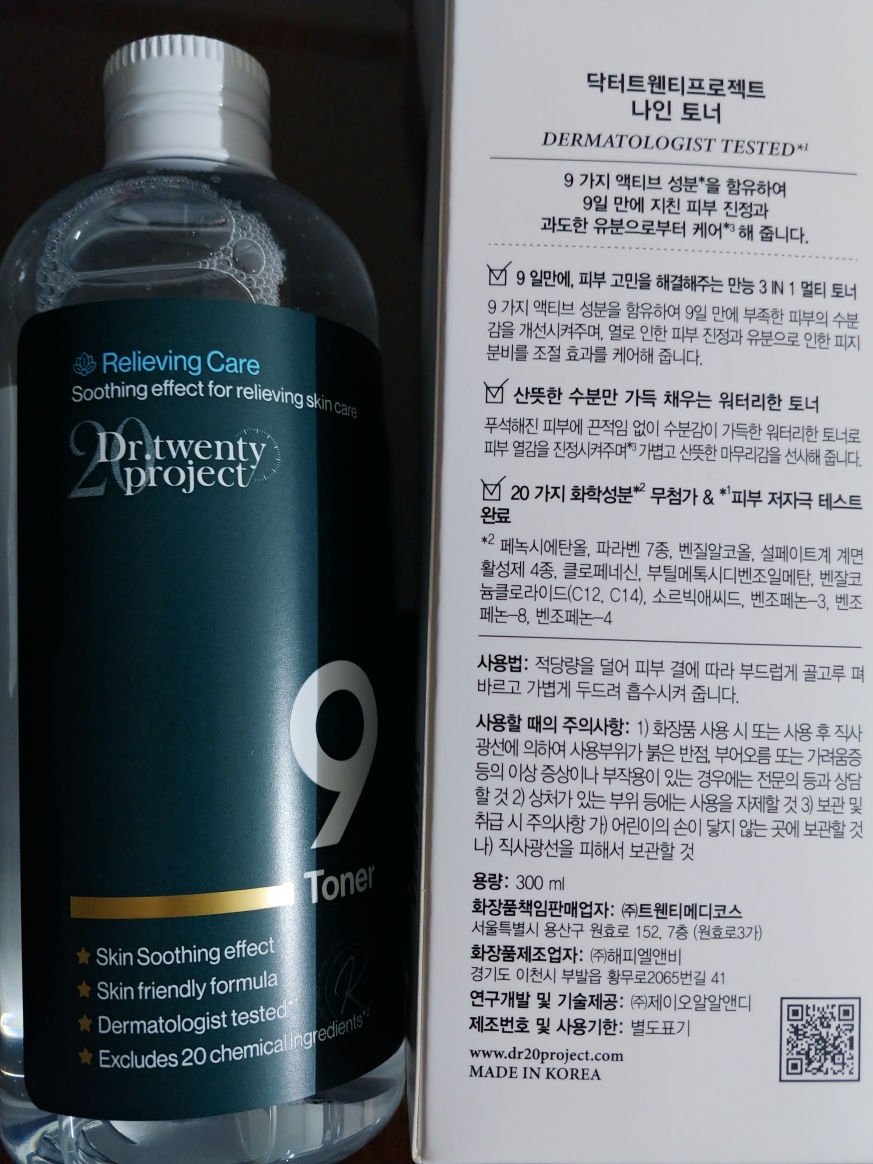 Relieving Care
Soothing effect for relieving skin care
20
Dr.twenty
project
9
Toner
Skin Soothing effect
Skin friendly formula
Dermatologist tested*¹
Excludes 20 chemical ingredients*²
K
닥터트웬티프로젝트
나인 토너
DERMATOLOGIST TESTED*¹
9 가지 액티브 성분*을 함유하여
9일 만에 지친 피부 진정과
과도한 유분으로부터 케어*³ 해 줍니다.
9 일만에, 피부 고민을 해결해주는 만능 3 IN 1 멀티 토너
9 가지 액티브 성분을 함유하여 9일 만에 부족한 피부의 수분
감을 개선시켜주며, 열로 인한 피부 진정과 유분으로 인한 피지
분비를 조절 효과를 케어해 줍니다.
산뜻한 수분만 가득 채우는 워터리한 토너
푸석해진 피부에 끈적임 없이 수분감이 가득한 워터리한 토너로
피부 열감을 진정시켜주며*³ 가볍고 산뜻한 마무리감을 선사해 줍니다.
20 가지 화학성분*² 무첨가 & *¹피부 저자극 테스트
완료
*² 페녹시에탄올, 파라벤 7종, 벤질알코올, 설페이트계 계면
활성제 4종, 클로페네신, 부틸메톡시디벤조일메탄, 벤잘코
늄클로라이드(C12, C14), 소르빅애씨드, 벤조페논-3, 벤조
페논-8, 벤조페논-4
사용법: 적당량을 덜어 피부 결에 따라 부드럽게 골고루 펴
바르고 가볍게 두드려 흡수시켜 줍니다.
사용할 때의 주의사항: 1) 화장품 사용 시 또는 사용 후 직사
광선에 의하여 사용부위가 붉은 반점, 부어오름 또는 가려움증
등의 이상 증상이나 부작용이 있는 경우에는 전문의 등과 상담
할 것 2) 상처가 있는 부위 등에는 사용을 자제할 것 3) 보관 및
취급 시 주의사항 가) 어린이의 손이 닿지 않는 곳에 보관할 것
나) 직사광선을 피해서 보관할 것
용량: 300 ml
화장품책임판매업자: ㈜트웬티메디코스
서울특별시 용산구 원효로 152, 7층 (원효로3가)
화장품제조업자: ㈜해피엘앤비
경기도 이천시 부발읍 황무로2065번길 41
연구개발 및 기술제공: ㈜제이오알알앤디
제조번호 및 사용기한: 별도표기
www.dr20project.com
MADE IN KOREA